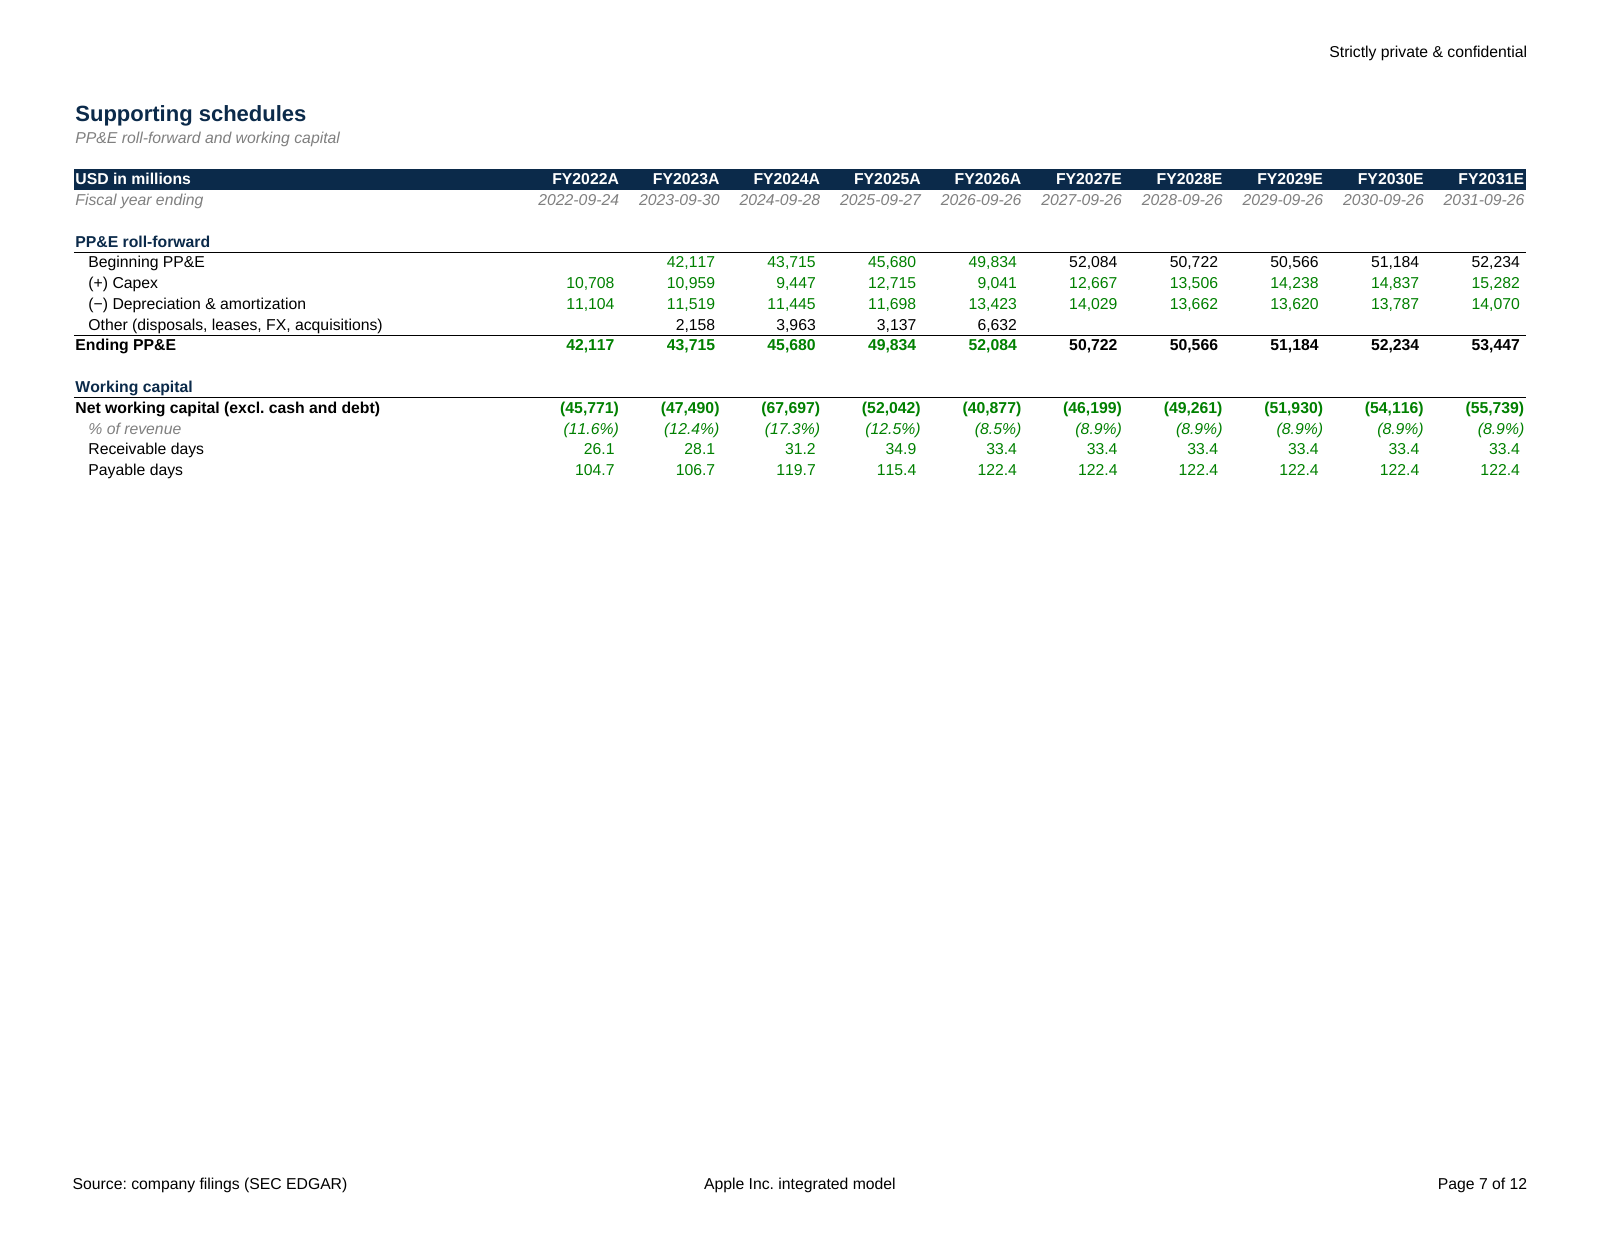 Strictly private & confidential
Supporting schedules
PP&E roll-forward and working capital
USD in millions FY2022A FY2023A FY2024A FY2025A FY2026A FY2027E FY2028E FY2029E FY2030E FY2031E
Fiscal year ending 2022-09-24 2023-09-30 2024-09-28 2025-09-27 2026-09-26 2027-09-26 2028-09-26 2029-09-26 2030-09-26 2031-09-26
PP&E roll-forward
Beginning PP&E 42,117 43,715 45,680 49,834 52,084 50,722 50,566 51,184 52,234
(+) Capex 10,708 10,959 9,447 12,715 9,041 12,667 13,506 14,238 14,837 15,282
(−) Depreciation & amortization 11,104 11,519 11,445 11,698 13,423 14,029 13,662 13,620 13,787 14,070
Other (disposals, leases, FX, acquisitions) 2,158 3,963 3,137 6,632
Ending PP&E 42,117 43,715 45,680 49,834 52,084 50,722 50,566 51,184 52,234 53,447
Working capital
Net working capital (excl. cash and debt) (45,771) (47,490) (67,697) (52,042) (40,877) (46,199) (49,261) (51,930) (54,116) (55,739)
% of revenue (11.6%) (12.4%) (17.3%) (12.5%) (8.5%) (8.9%) (8.9%) (8.9%) (8.9%) (8.9%)
Receivable days 26.1 28.1 31.2 34.9 33.4 33.4 33.4 33.4 33.4 33.4
Payable days 104.7 106.7 119.7 115.4 122.4 122.4 122.4 122.4 122.4 122.4
Source: company filings (SEC EDGAR) Apple Inc. integrated model Page 7 of 12